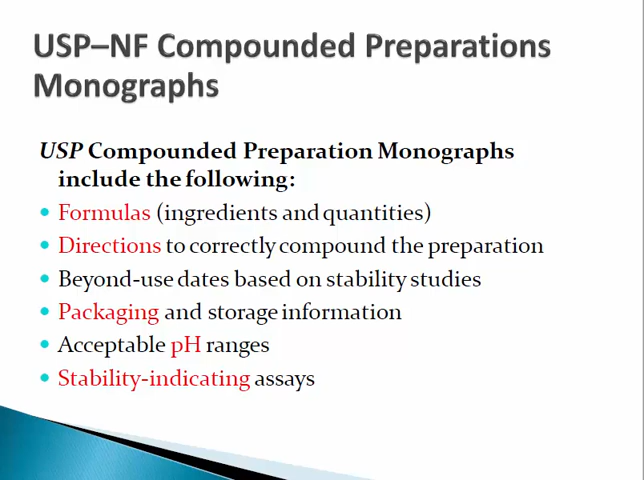 USP–NF Compounded Preparations
Monographs
USP Compounded Preparation Monographs
include the following:
Formulas (ingredients and quantities)
Directions to correctly compound the preparation
Beyond-use dates based on stability studies
Packaging and storage information
Acceptable pH ranges
Stability-indicating assays